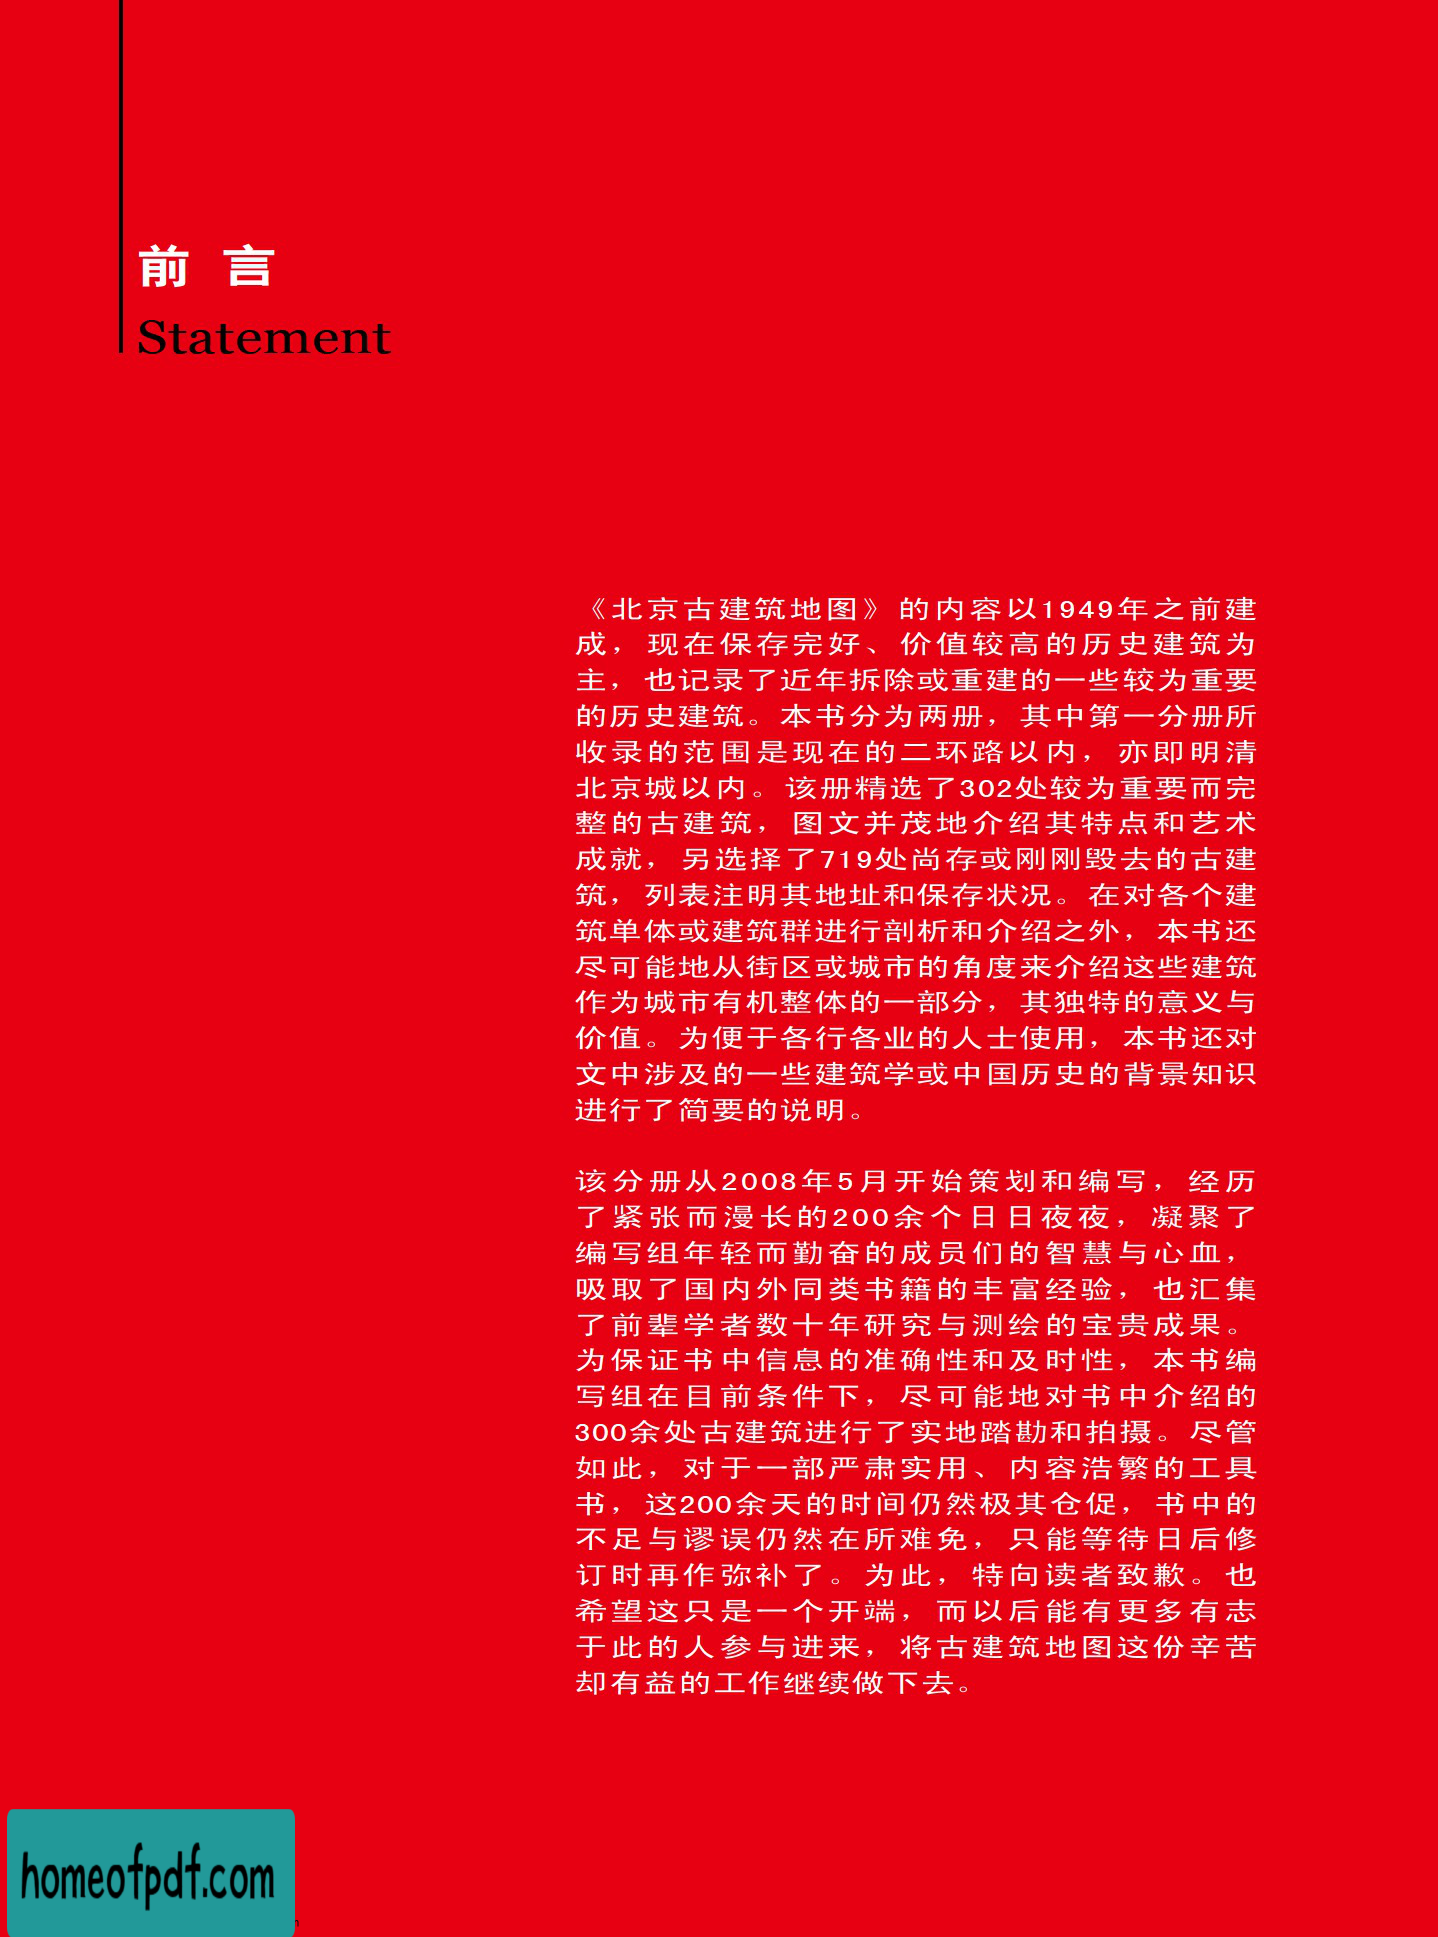 前 言
Statement
《北京古建筑地图》的内容以1949年之前建
成，现在保存完好、价值较高的历史建筑为
主，也记录了近年拆除或重建的一些较为重要
的历史建筑。本书分为两册，其中第一分册所
收录的范围是现在的二环路以内，亦即明清
北京城以内。该册精选了302处较为重要而完
整的古建筑，图文并茂地介绍其特点和艺术
成就，另选择了719处尚存或刚刚毁去的古建
筑，列表注明其地址和保存状况。在对各个建
筑单体或建筑群进行剖析和介绍之外，本书还
尽可能地从街区或城市的角度来介绍这些建筑
作为城市有机整体的一部分，其独特的意义与
价值。为便于各行各业的人士使用，本书还对
文中涉及的一些建筑学或中国历史的背景知识
进行了简要的说明。
该分册从2008年5月开始策划和编写，经历
了紧张而漫长的200余个日日夜夜，凝聚了
编写组年轻而勤奋的成员们的智慧与心血，
吸取了国内外同类书籍的丰富经验，也汇集
了前辈学者数十年研究与测绘的宝贵成果。
为保证书中信息的准确性和及时性，本书编
写组在目前条件下，尽可能地对书中介绍的
300余处古建筑进行了实地踏勘和拍摄。尽管
如此，对于一部严肃实用、内容浩繁的工具
书，这200余天的时间仍然极其仓促，书中的
不足与谬误仍然在所难免，只能等待日后修
订时再作弥补了。为此，特向读者致歉。也
希望这只是一个开端，而以后能有更多有志
于此的人参与进来，将古建筑地图这份辛苦
却有益的工作继续做下去。
homeofpdf.com